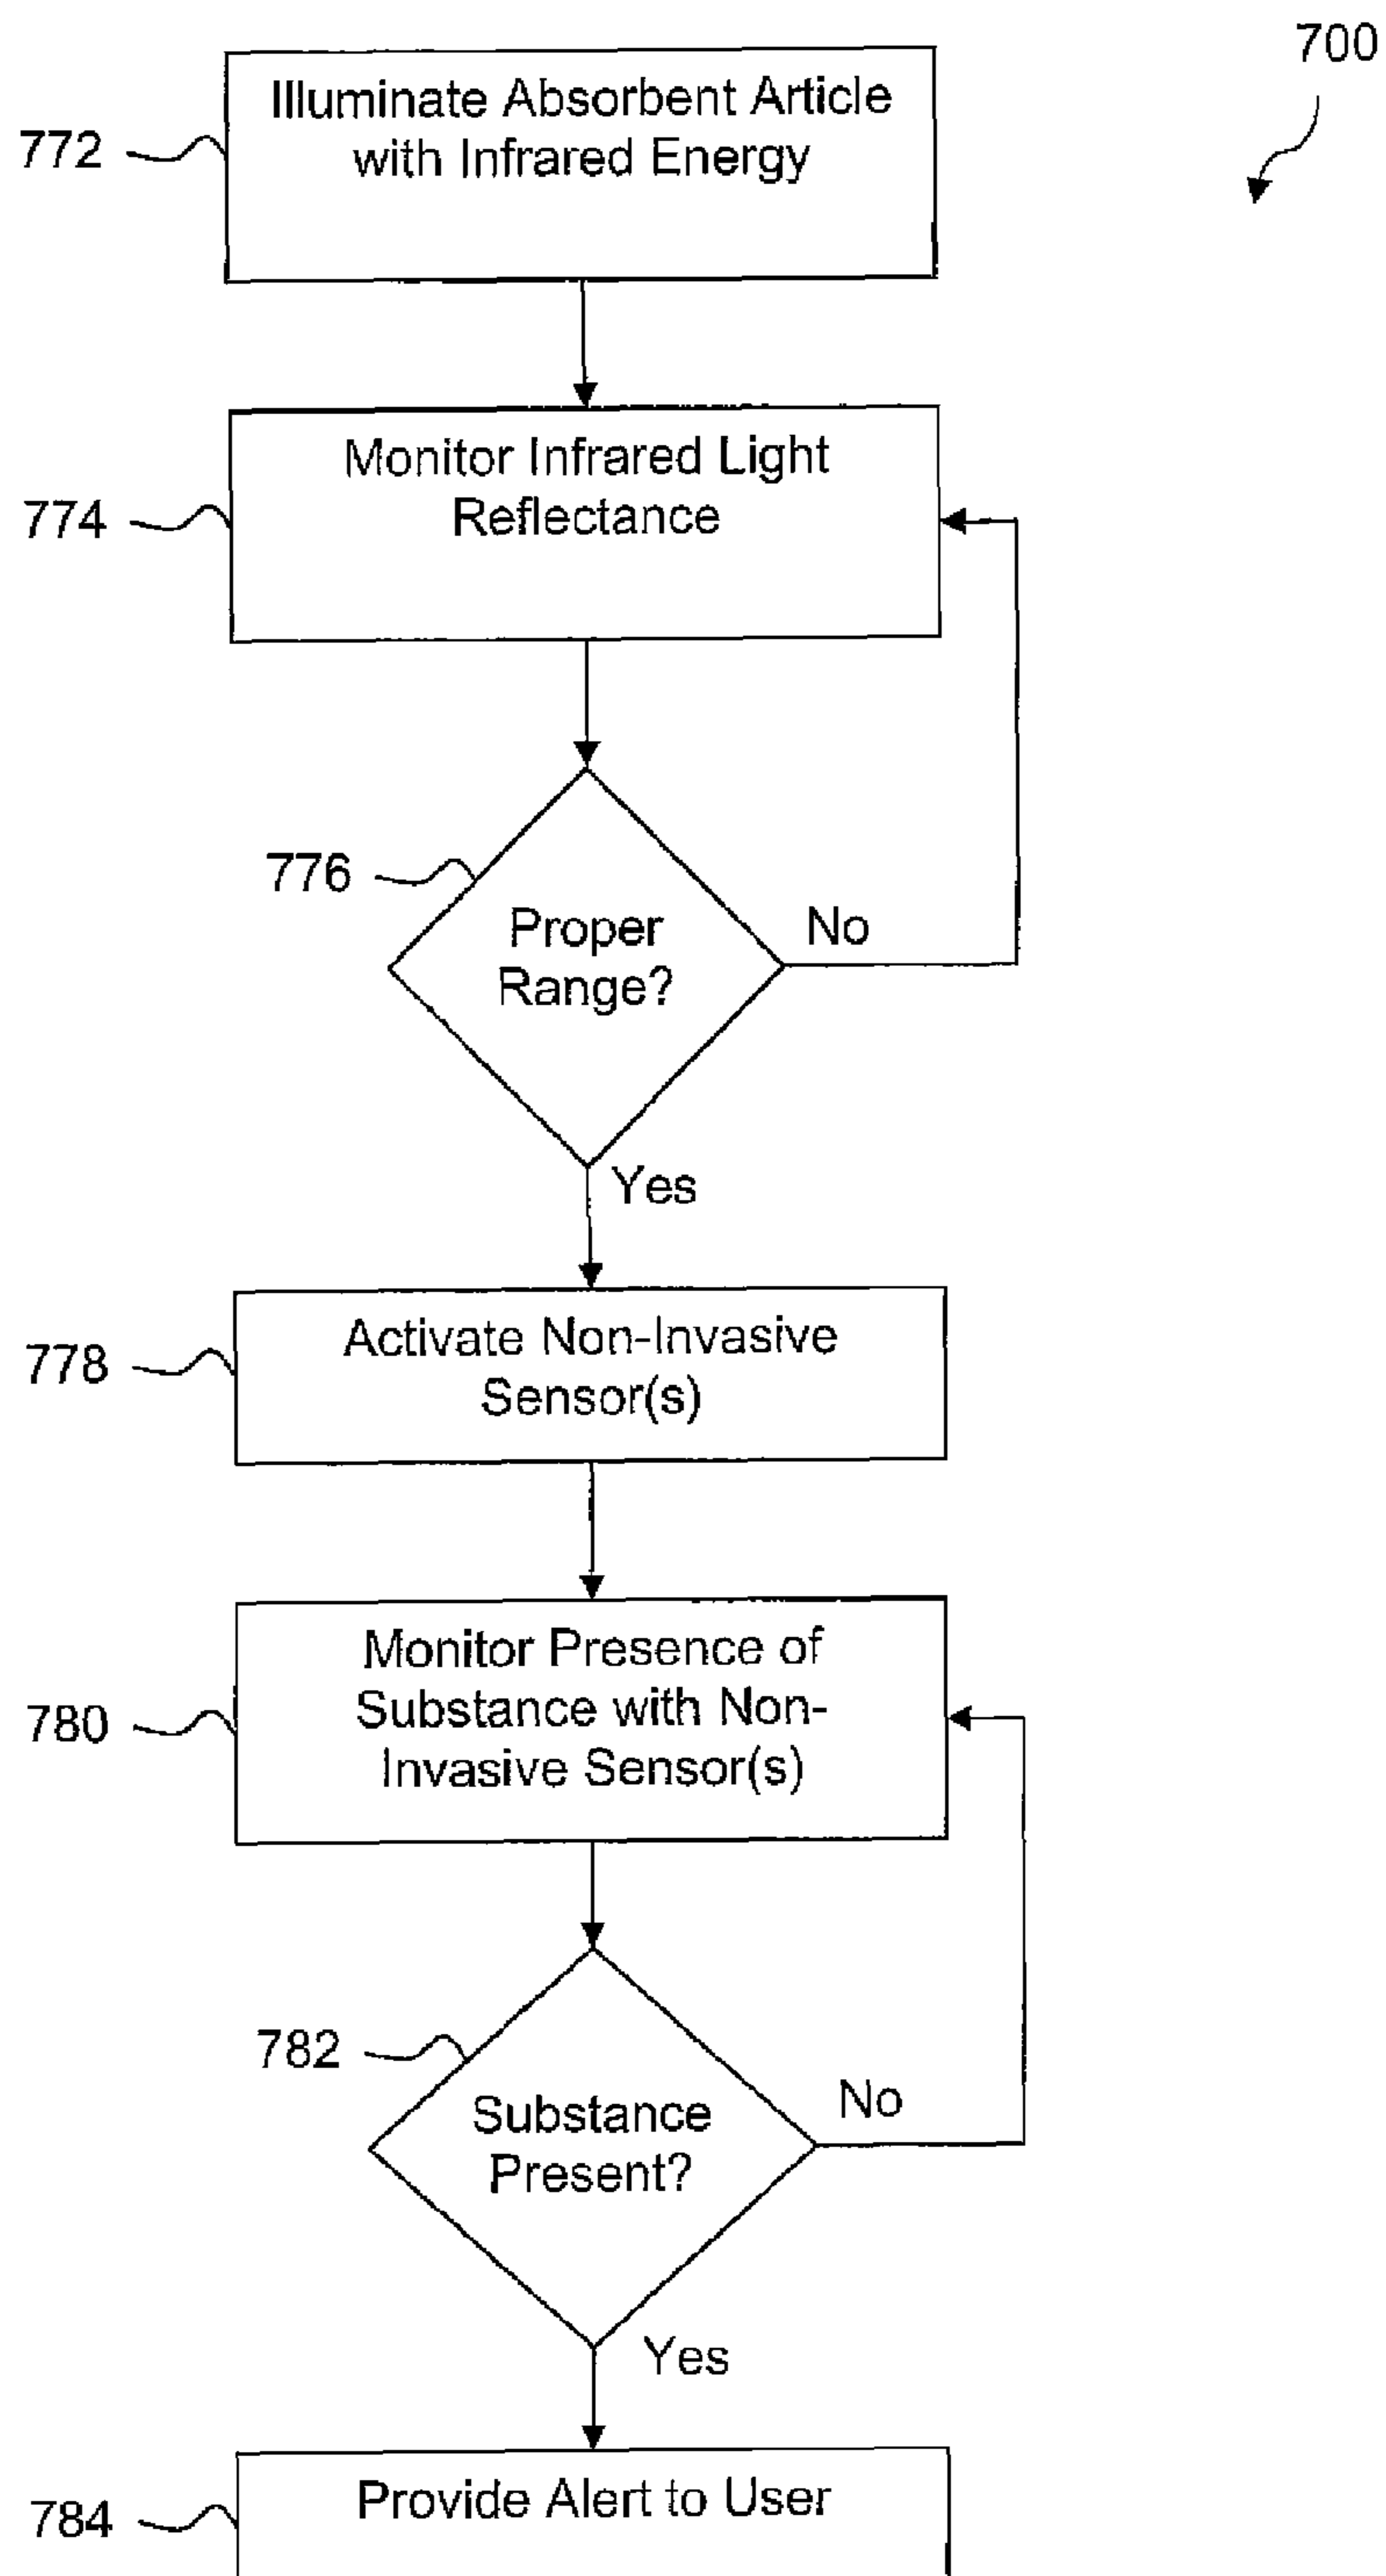 700
772
Illuminate Absorbent Article
with Infrared Energy
774
Monitor Infrared Light
Reflectance
776
Proper
Range?
No
Yes
778
Activate Non-Invasive
Sensor(s)
780
Monitor Presence of
Substance with Non-
Invasive Sensor(s)
782
Substance
Present?
No
Yes
784
Provide Alert to User